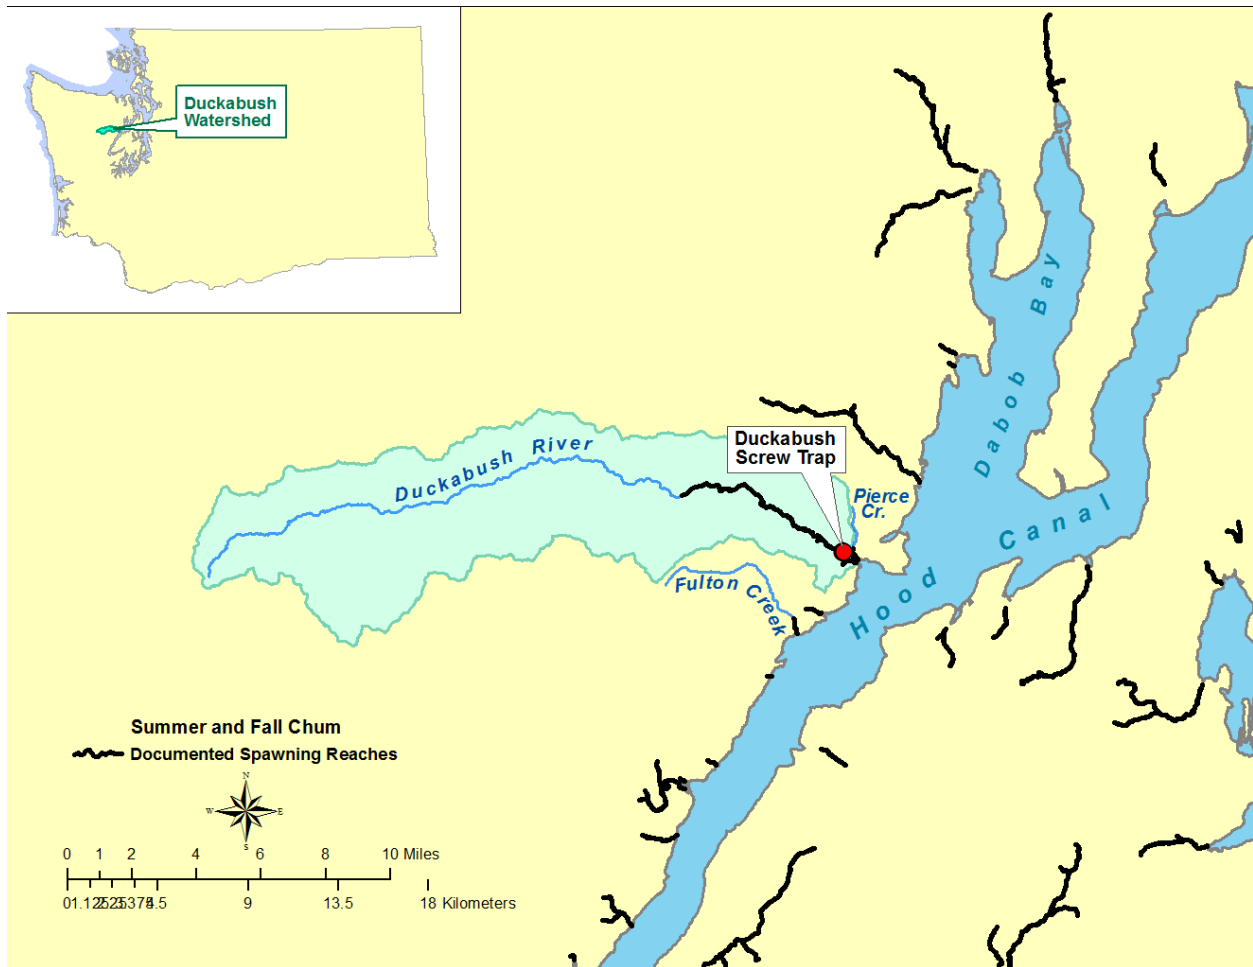 Duckabush
Watershed
Dabob Bay
Duckabush
Screw Trap
Duckabush River
Pierce
Cr.
Hood Canal
Fulton Creek
Summer and Fall Chum
Documented Spawning Reaches
N
W E
S
0 1 2 4 6 8 10 Miles
9 13.5 18 Kilometers